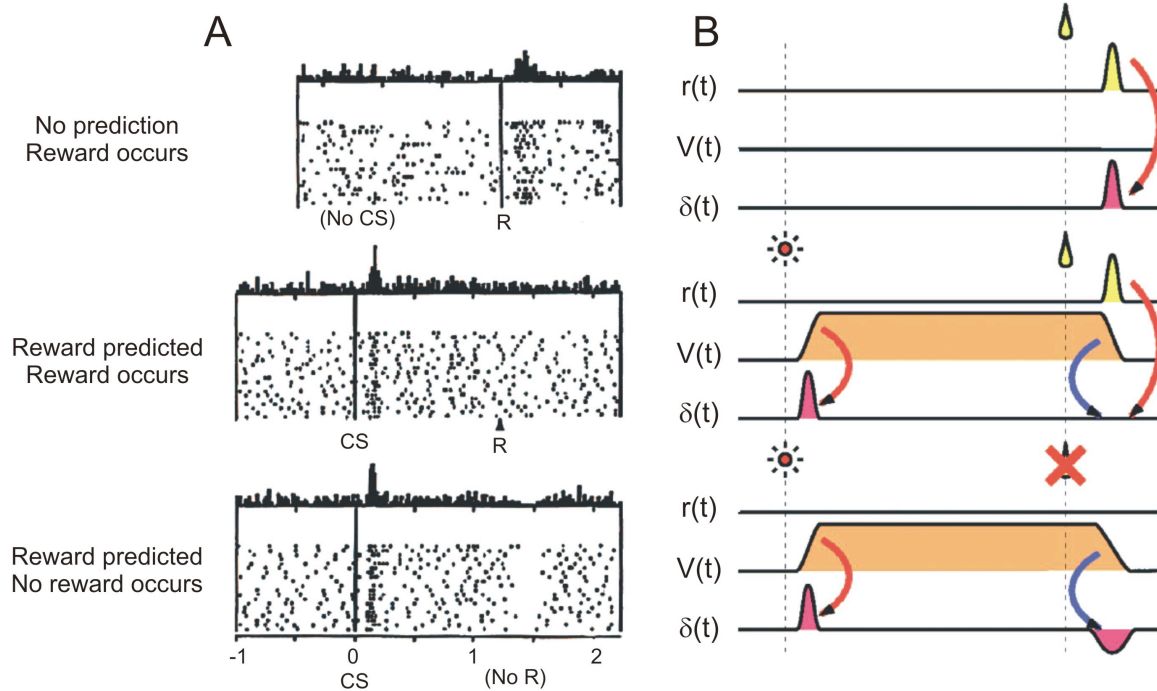 A
B
No prediction
Reward occurs
(No CS)
R
r(t)
V(t)
δ(t)
Reward predicted
Reward occurs
CS
R
r(t)
V(t)
δ(t)
Reward predicted
No reward occurs
-1
0
1
2
CS
(No R)
r(t)
V(t)
δ(t)